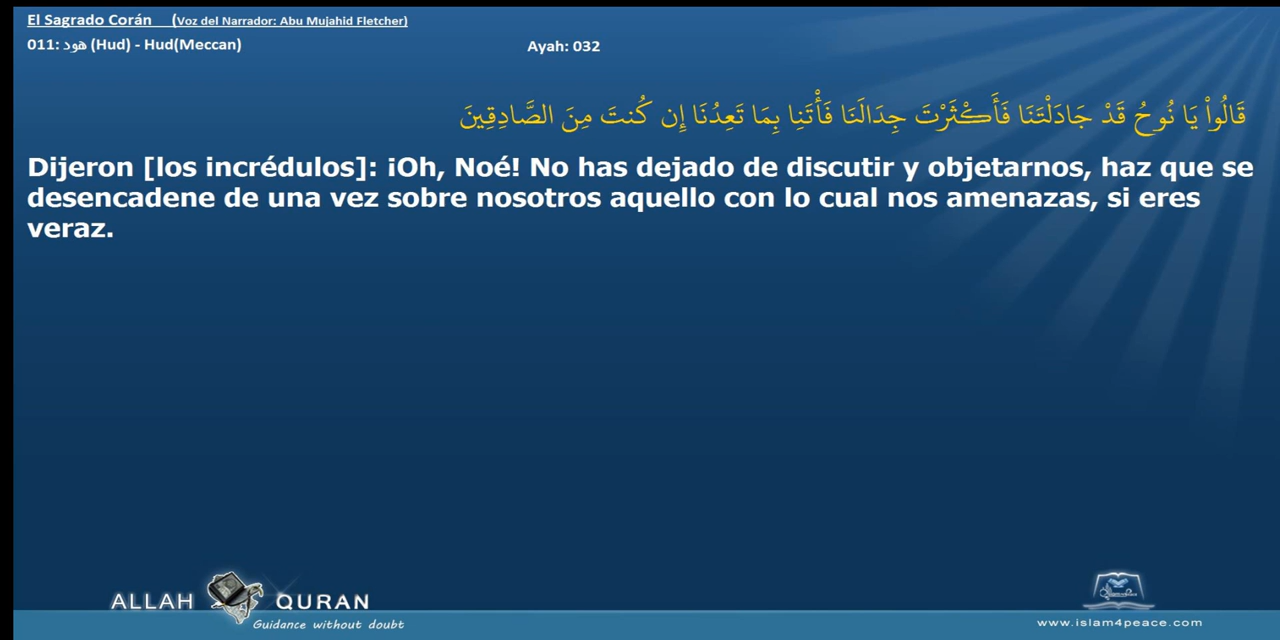 El Sagrado Corán (Voz del Narrador: Abu Mujahid Fletcher)
011: هود (Hud) - Hud(Meccan) Ayah: 032
قَالُواْ يَا نُوحُ قَدْ جَادَلْتَنَا فَأَكْثَرْتَ جِدَالَنَا فَأْتَنِا بِمَا تَعِدُنَا إِن كُنتَ مِنَ الصَّادِقِينَ
Dijeron [los incrédulos]: ¡Oh, Noé! No has dejado de discutir y objetarnos, haz que se
desencadene de una vez sobre nosotros aquello con lo cual nos amenazas, si eres
veraz.
ALLAH QURAN
Guidance without doubt
www.islam4peace.com